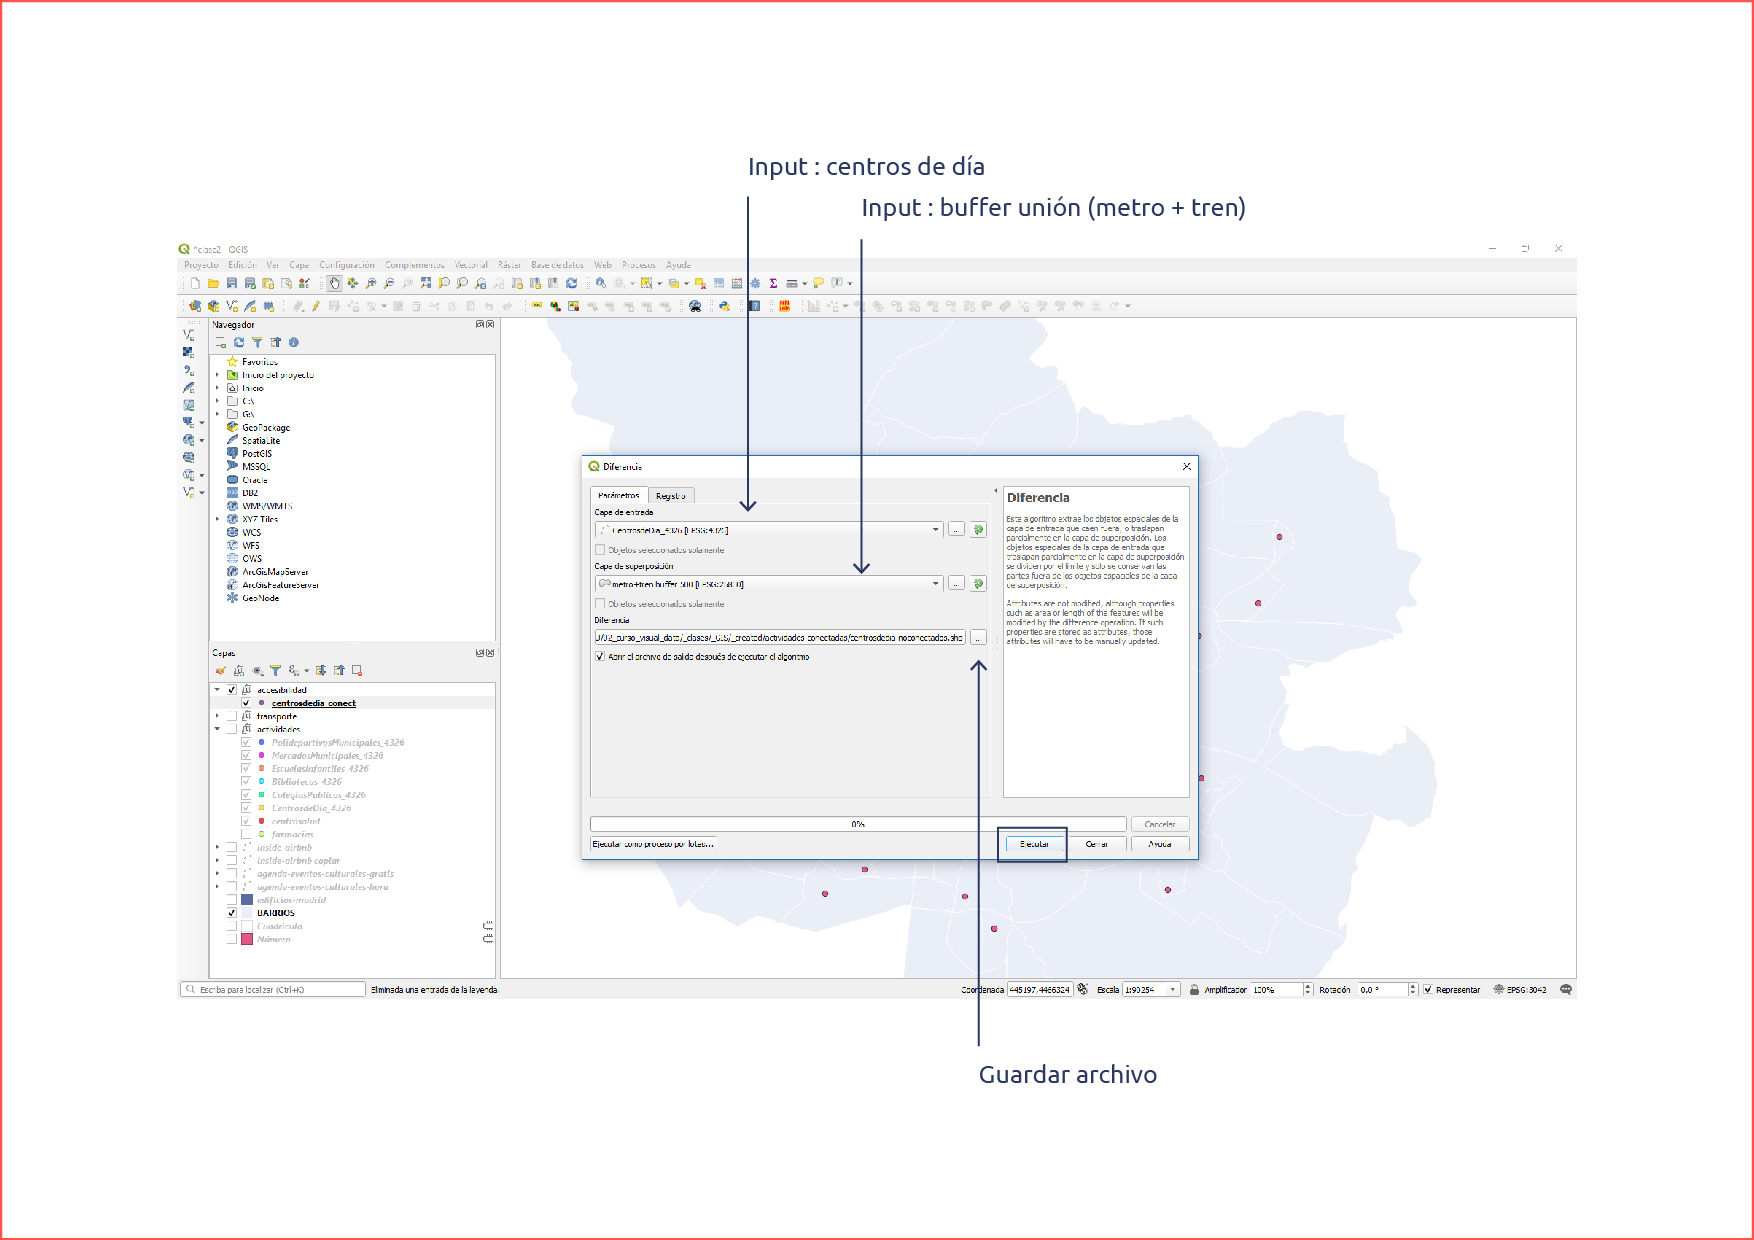 Input : centros de día
Input : buffer unión (metro + tren)
*clase2 - QGIS
Proyecto Edición Ver Capa Configuración Complementos Vectorial Ráster Base de datos Web Procesos Ayuda
Navegador
Favoritos
Inicio del proyecto
Inicio
C:\
G:\
GeoPackage
SpatiaLite
PostGIS
MSSQL
Oracle
DB2
WMS/WMTS
XYZ Tiles
WCS
WFS
OWS
ArcGisMapServer
ArcGisFeatureServer
GeoNode
Capas
accesibilidad
centrosdedia_conect
transporte
actividades
PolideportivosMunicipales_4326
MercadosMunicipales_4326
EscuelasInfantiles_4326
Bibliotecas_4326
ColegiosPublicos_4326
CentrosdeDia_4326
centrosalud
farmacias
inside-airbnb
inside-airbnb copiar
agenda-eventos-culturales-gratis
agenda-eventos-culturales-hora
edificios-madrid
BARRIOS
Cuadrícula
Número
Diferencia
Parámetros Registro
Capa de entrada
CentrosdeDia_4326 [EPSG:4326]
...
Objetos seleccionados solamente
Capa de superposición
metro+tren buffer 500 [EPSG:25830]
...
Objetos seleccionados solamente
Diferencia
/02_curso_visual_dato/_clases/_GIS/_created/actividades conectadas/centrosdedia noconectadas.shp
...
Abrir el archivo de salida después de ejecutar el algoritmo
Diferencia
Este algoritmo extrae los objetos espaciales de la
capa de entrada que caen fuera, o traslapan
parcialmente en la capa de superposición. Los
objetos espaciales de la capa de entrada que
traslapan parcialmente en la capa de superposición
se dividen por el límite y solo se conservan las
partes fuera de los objetos espaciales de la capa
de superposición.
Attributes are not modified, although properties
such as area or length of the features will be
modified by the difference operation. If such
properties are stored as attributes, those
attributes will have to be manually updated.
0%
Cancelar
Ejecutar como proceso por lotes...
Ejecutar
Cerrar
Ayuda
Escriba para localizar (Ctrl+K)
Eliminada una entrada de la leyenda.
Coordenada 445197,4466324 Escala 1:90254 Amplificador 100% Rotación 0,0 ° Representar EPSG:3042
Guardar archivo